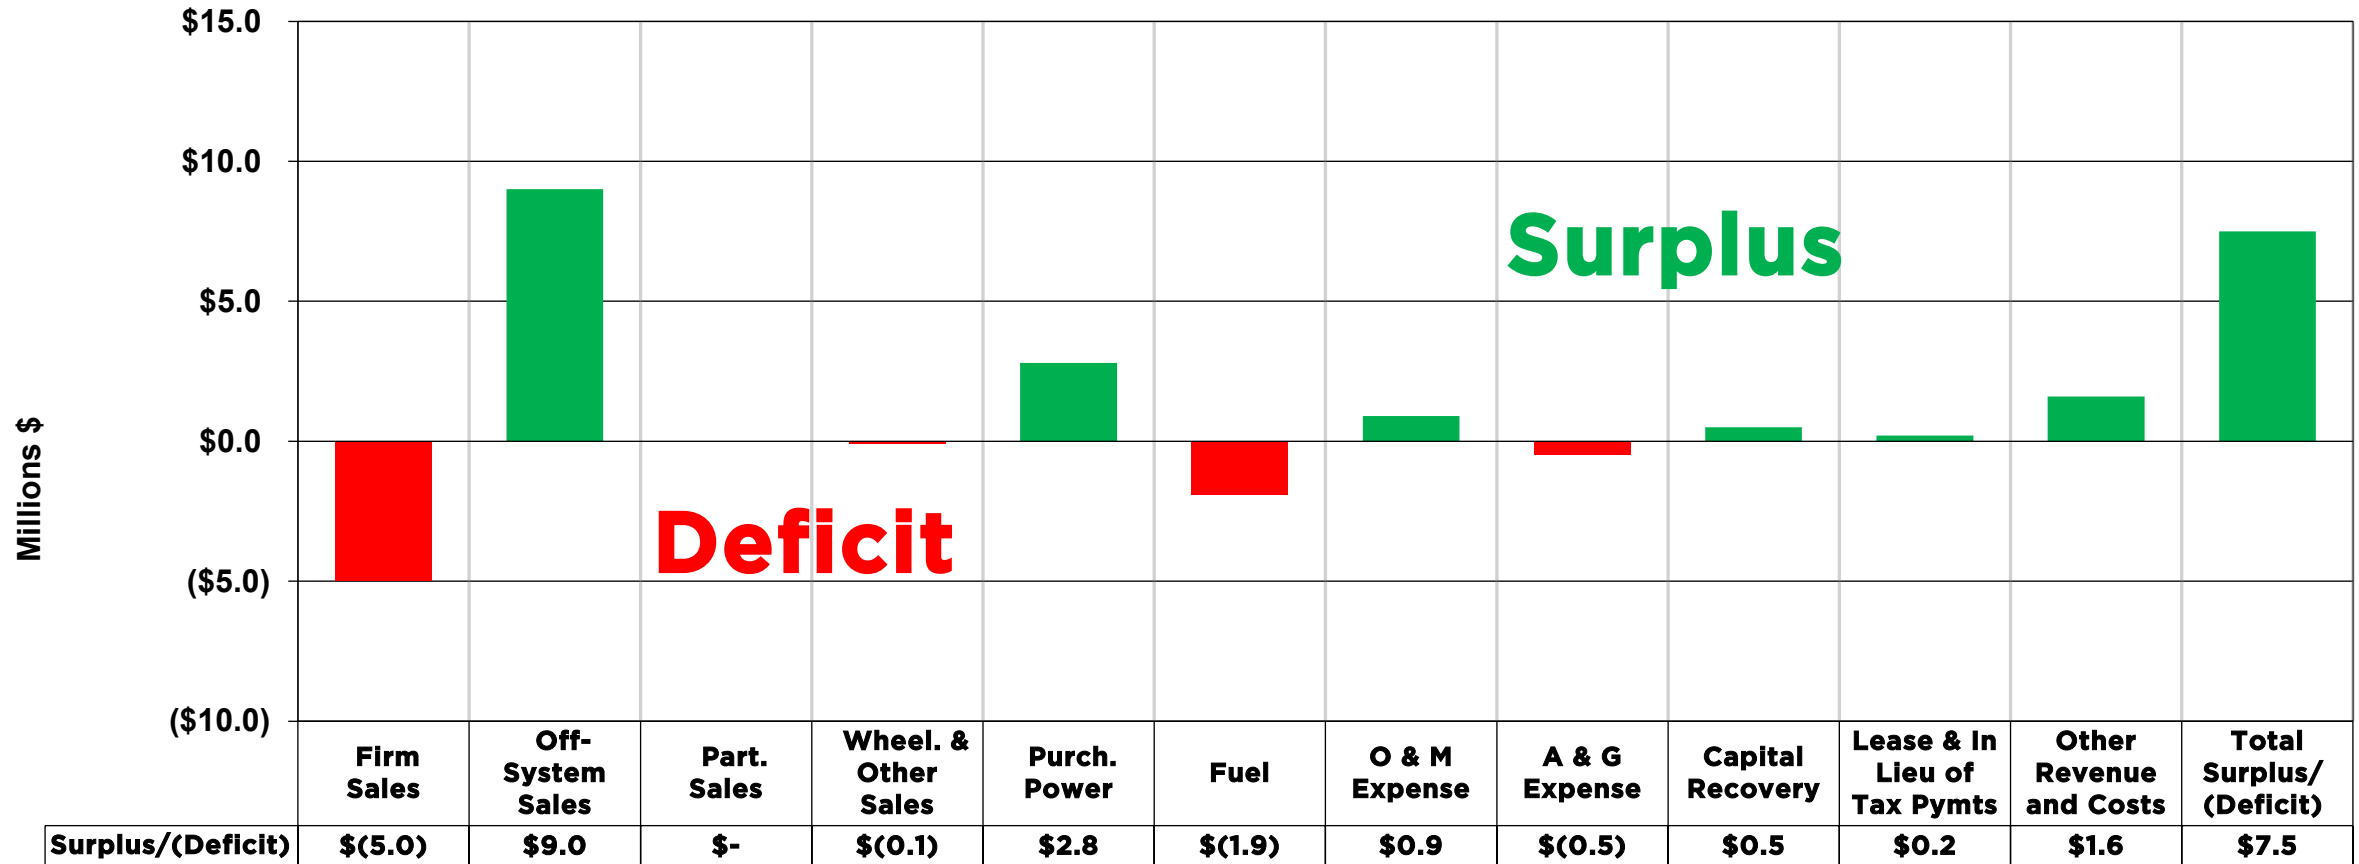 $15.0
$10.0
$5.0
$0.0
($5.0)
($10.0)
Millions $
Surplus
Deficit
Firm
Sales
Off-
System
Sales
Part.
Sales
Wheel. &
Other
Sales
Purch.
Power
Fuel
O & M
Expense
A & G
Expense
Capital
Recovery
Lease & In
Lieu of
Tax Pymts
Other
Revenue
and Costs
Total
Surplus/
(Deficit)
Surplus/(Deficit) $(5.0) $9.0 $- $(0.1) $2.8 $(1.9) $0.9 $(0.5) $0.5 $0.2 $1.6 $7.5